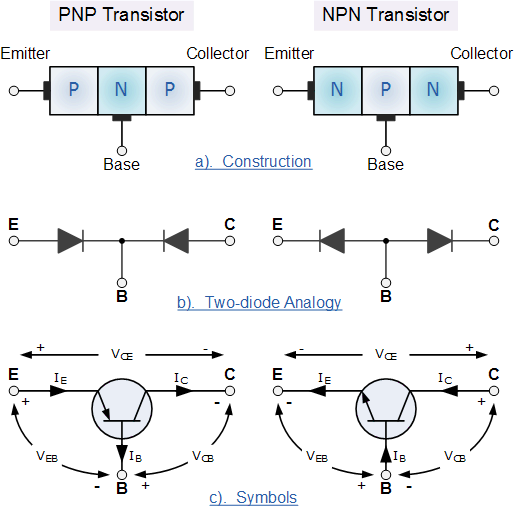 PNP Transistor
NPN Transistor
Emitter
Collector
Emitter
Collector
P N P
N P N
Base
a). Construction
Base
E
C
E
C
B
b). Two-diode Analogy
B
+ VCE -
- VCE +
E
IE
IC
C
E
IE
IC
C
+
-
-
+
VEB
IB
VCB
VEB
IB
VCB
- B +
+ B -
c). Symbols